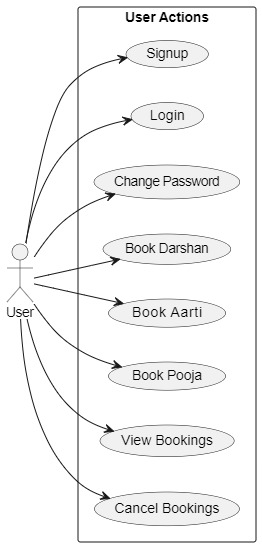 User Actions
Signup
Login
Change Password
Book Darshan
Book Aarti
User
Book Pooja
View Bookings
Cancel Bookings